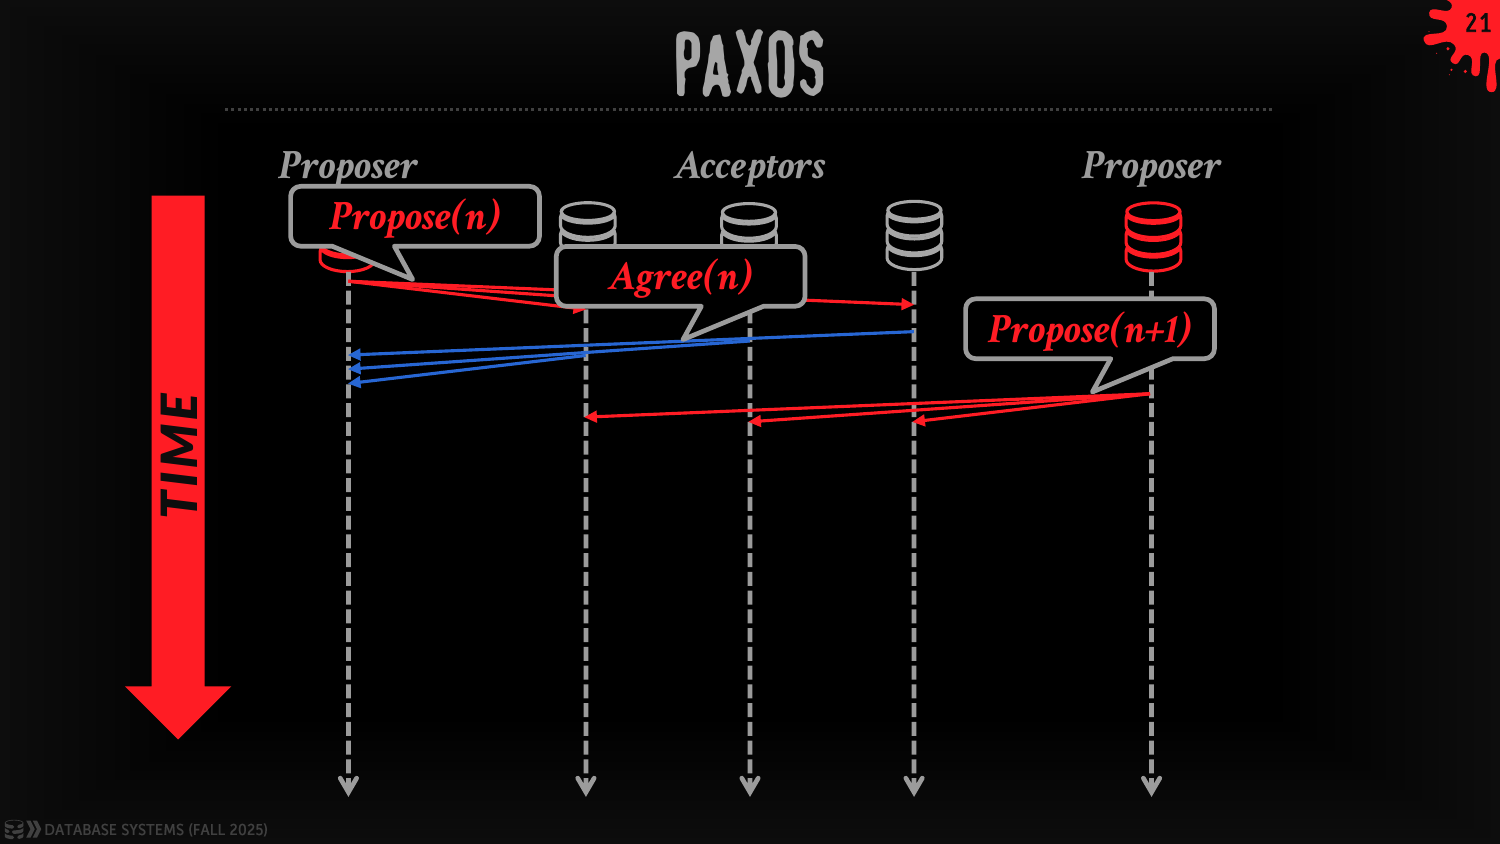 21
PAXOS
Proposer
Acceptors
Proposer
Propose(n)
Agree(n)
Propose(n+1)
TIME
DATABASE SYSTEMS (FALL 2025)